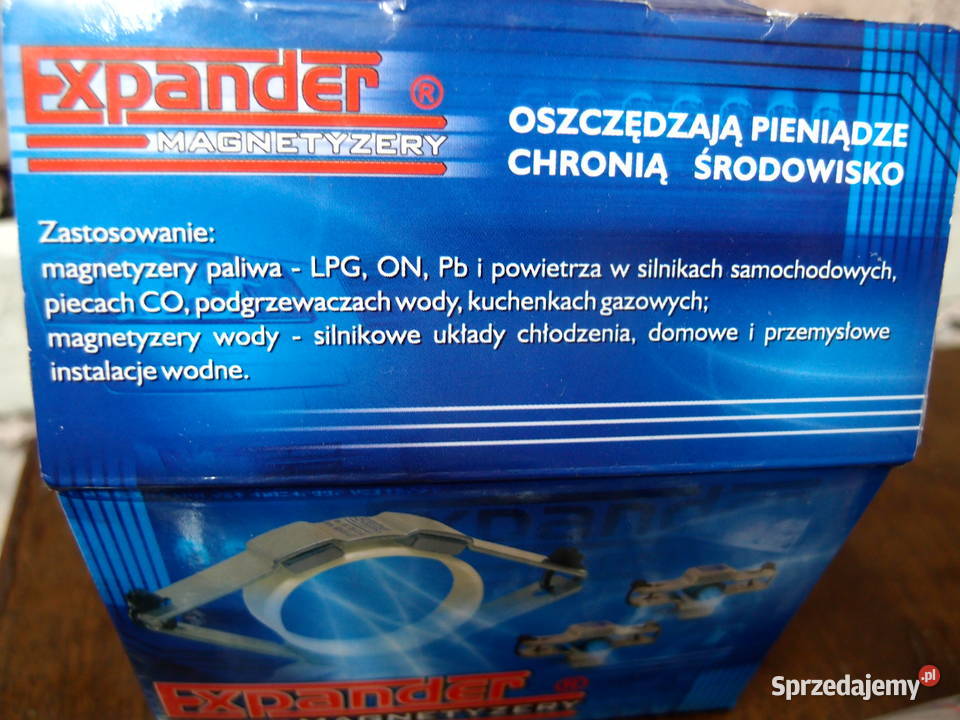 Expander ®
MAGNETYZERY
OSZCZĘDZAJĄ PIENIĄDZE
CHRONIĄ ŚRODOWISKO
Zastosowanie:
magnetyzery paliwa - LPG, ON, Pb i powietrza w silnikach samochodowych,
piecach CO, podgrzewaczach wody, kuchenkach gazowych;
magnetyzery wody - silnikowe układy chłodzenia, domowe i przemysłowe
instalacje wodne.
Expander ®
MAGNETYZERY
Sprzedajemy.pl